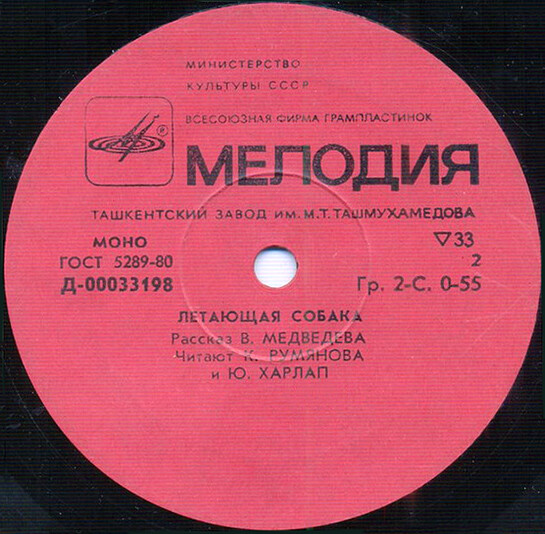 МИНИСТЕРСТВО
КУЛЬТУРЫ СССР
ВСЕСОЮЗНАЯ ФИРМА ГРАМПЛАСТИНОК
®
МЕЛОДИЯ
ТАШКЕНТСКИЙ ЗАВОД ИМ. М.Т. ТАШМУХАМЕДОВА
МОНО ▽33
ГОСТ 5289-80 2
Д-00033198 Гр. 2-С. 0-55
ЛЕТАЮЩАЯ СОБАКА
Рассказ В. МЕДВЕДЕВА
Читают К. РУМЯНОВА
и Ю. ХАРЛАП